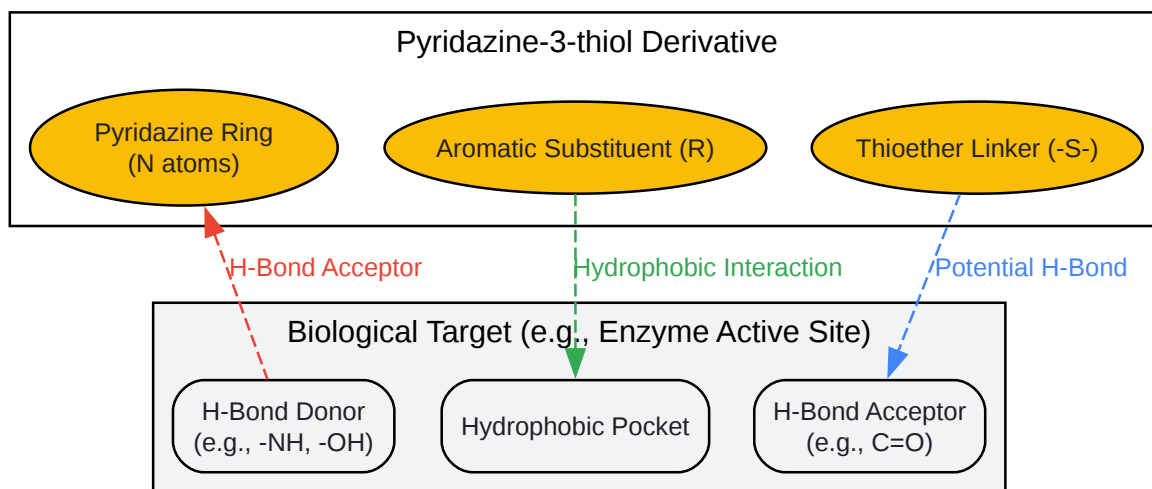 Pyridazine-3-thiol Derivative
Pyridazine Ring
(N atoms)
Aromatic Substituent (R)
Thioether Linker (-S-)
H-Bond Acceptor
Hydrophobic Interaction
Potential H-Bond
Biological Target (e.g., Enzyme Active Site)
H-Bond Donor
(e.g., -NH, -OH)
Hydrophobic Pocket
H-Bond Acceptor
(e.g., C=O)